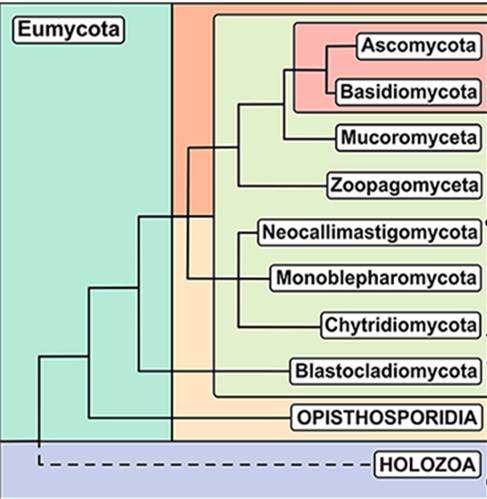 Eumycota
Ascomycota
Basidiomycota
Mucoromyceta
Zoopagomyceta
Neocallimastigomycota
Monoblepharomycota
Chytridiomycota
Blastocladiomycota
OPISTHOSPORIDIA
HOLOZOA